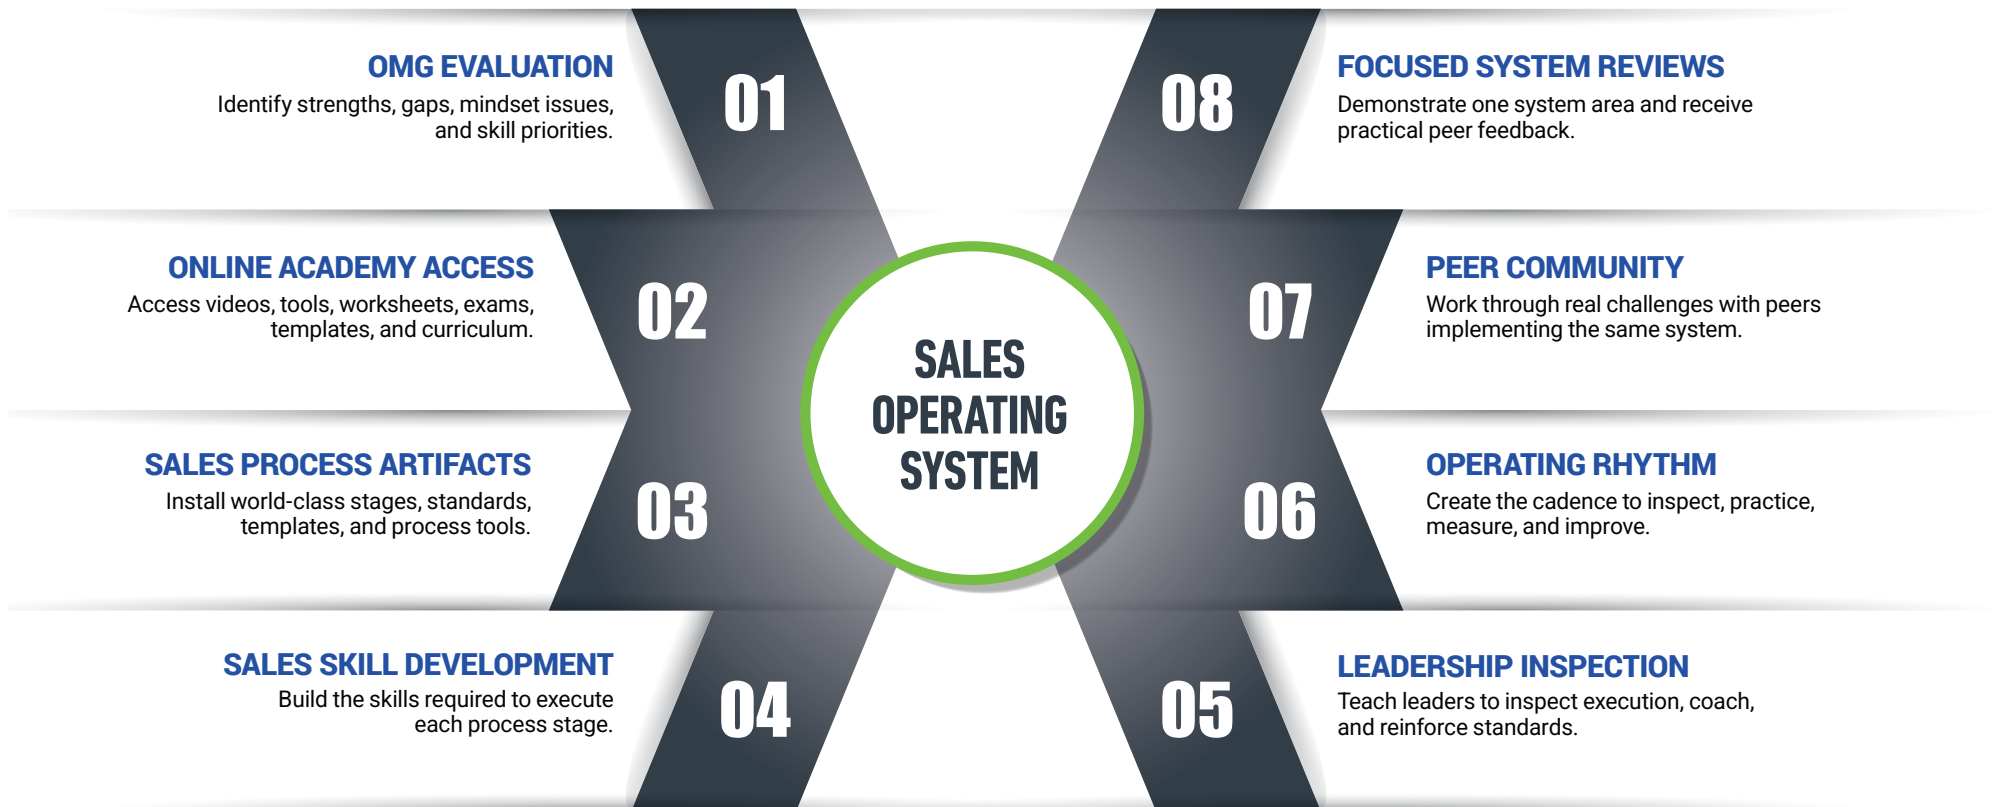 01
OMG EVALUATION
Identify strengths, gaps, mindset issues,
and skill priorities.
02
ONLINE ACADEMY ACCESS
Access videos, tools, worksheets, exams,
templates, and curriculum.
03
SALES PROCESS ARTIFACTS
Install world-class stages, standards,
templates, and process tools.
04
SALES SKILL DEVELOPMENT
Build the skills required to execute
each process stage.
SALES
OPERATING
SYSTEM
05
LEADERSHIP INSPECTION
Teach leaders to inspect execution, coach,
and reinforce standards.
06
OPERATING RHYTHM
Create the cadence to inspect, practice,
measure, and improve.
07
PEER COMMUNITY
Work through real challenges with peers
implementing the same system.
08
FOCUSED SYSTEM REVIEWS
Demonstrate one system area and receive
practical peer feedback.